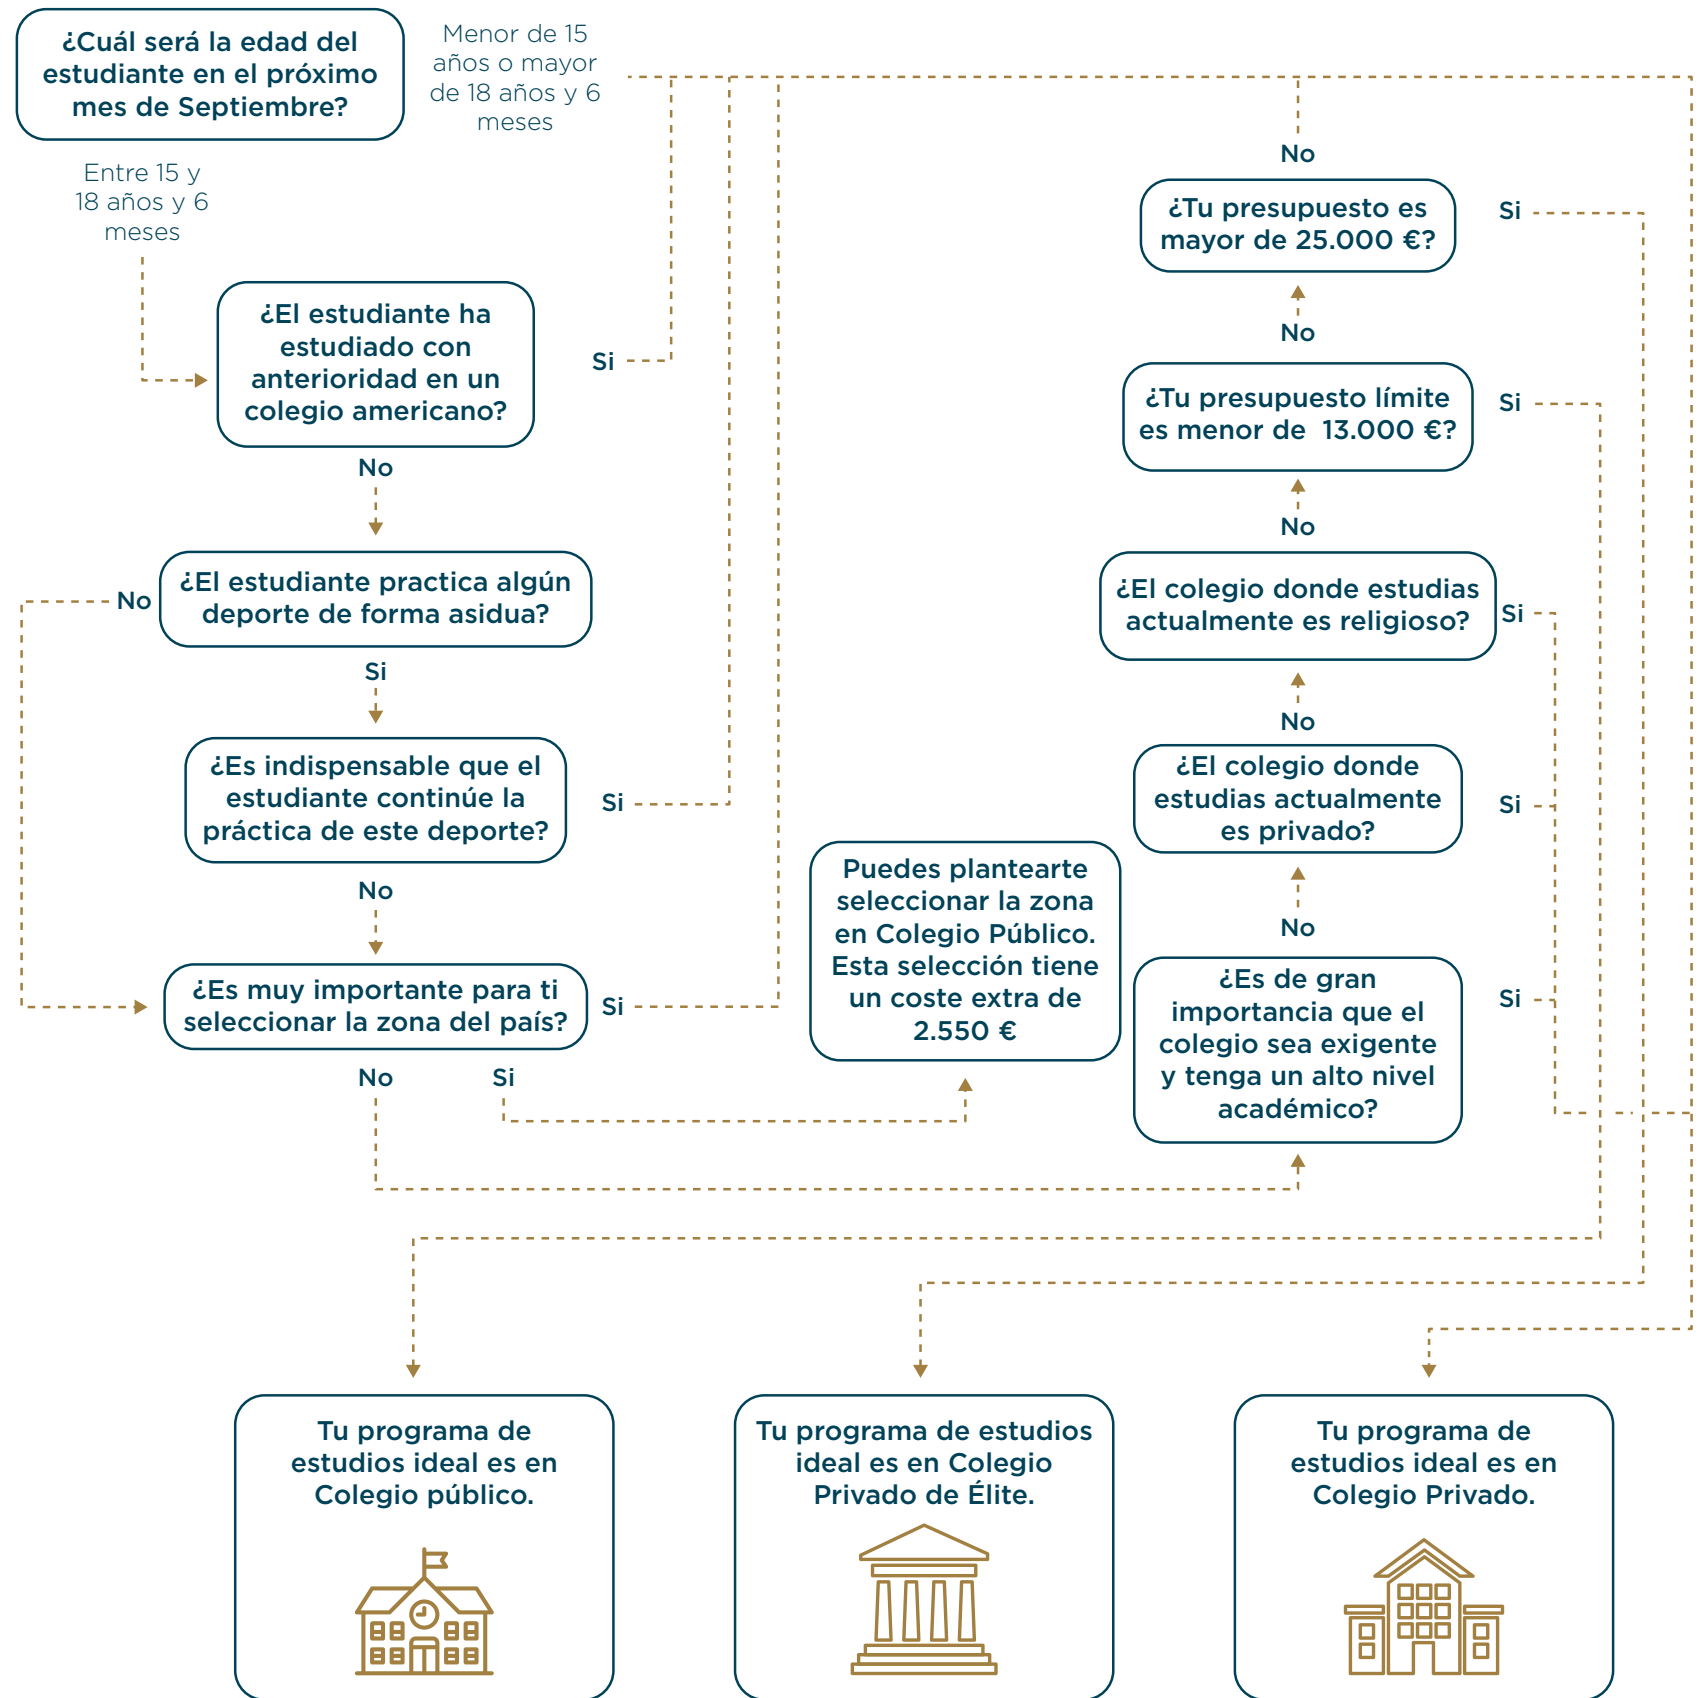 ¿Cuál será la edad del
estudiante en el próximo
mes de Septiembre?
Menor de 15
años o mayor
de 18 años y 6
meses
Entre 15 y
18 años y 6
meses
¿El estudiante ha
estudiado con
anterioridad en un
colegio americano?
Si
No
¿El estudiante practica algún
deporte de forma asidua?
No
Si
¿Es indispensable que el
estudiante continúe la
práctica de este deporte?
Si
No
¿Es muy importante para ti
seleccionar la zona del país?
Si
No
Si
Puedes plantearte
seleccionar la zona
en Colegio Público.
Esta selección tiene
un coste extra de
2.550 €
No
¿Tu presupuesto es
mayor de 25.000 €?
Si
No
¿Tu presupuesto límite
es menor de 13.000 €?
Si
No
¿El colegio donde estudias
actualmente es religioso?
Si
No
¿El colegio donde
estudias actualmente
es privado?
Si
No
¿Es de gran
importancia que el
colegio sea exigente
y tenga un alto nivel
académico?
Si
Tu programa de
estudios ideal es en
Colegio público.
Tu programa de estudios
ideal es en Colegio
Privado de Élite.
Tu programa de
estudios ideal es en
Colegio Privado.